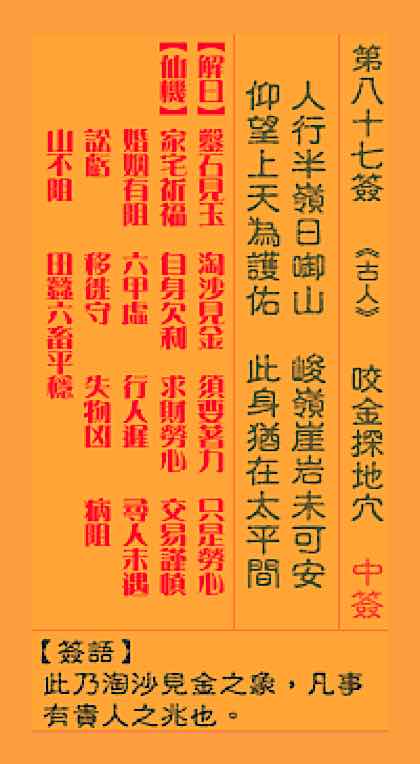 第八十七簽 《古人》 咬金探地穴 中簽
人行半嶺日啣山 峻嶺崖岩未可安
仰望上天為護佑 此身猶在太平間
【解曰】鑿石見玉 淘沙見金 須要著力 只是勞心
【仙機】家宅祈福 自身欠利 求財勞心 交易謹慎
婚姻有阻 六甲虛 行人遲 尋人未遇
訟虧 移徙守 失物凶 病阻
山不阻 田蠶六畜平穩
【簽語】
此乃淘沙見金之象，凡事
有貴人之兆也。